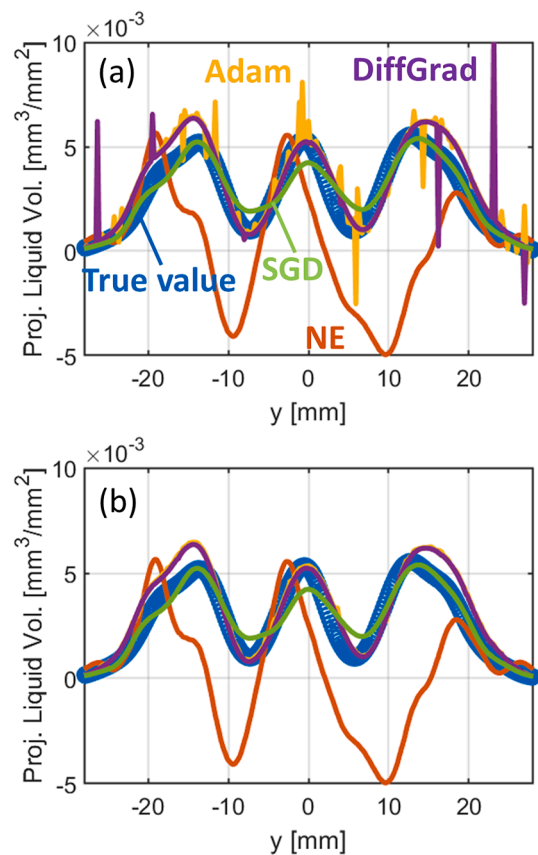 ×10⁻³
10
(a)
Adam
DiffGrad
5
0
True value
SGD
NE
-5
-20 -10 0 10 20
y [mm]
Proj. Liquid Vol. [mm³/mm²]
×10⁻³
10
(b)
5
0
-5
-20 -10 0 10 20
y [mm]
Proj. Liquid Vol. [mm³/mm²]